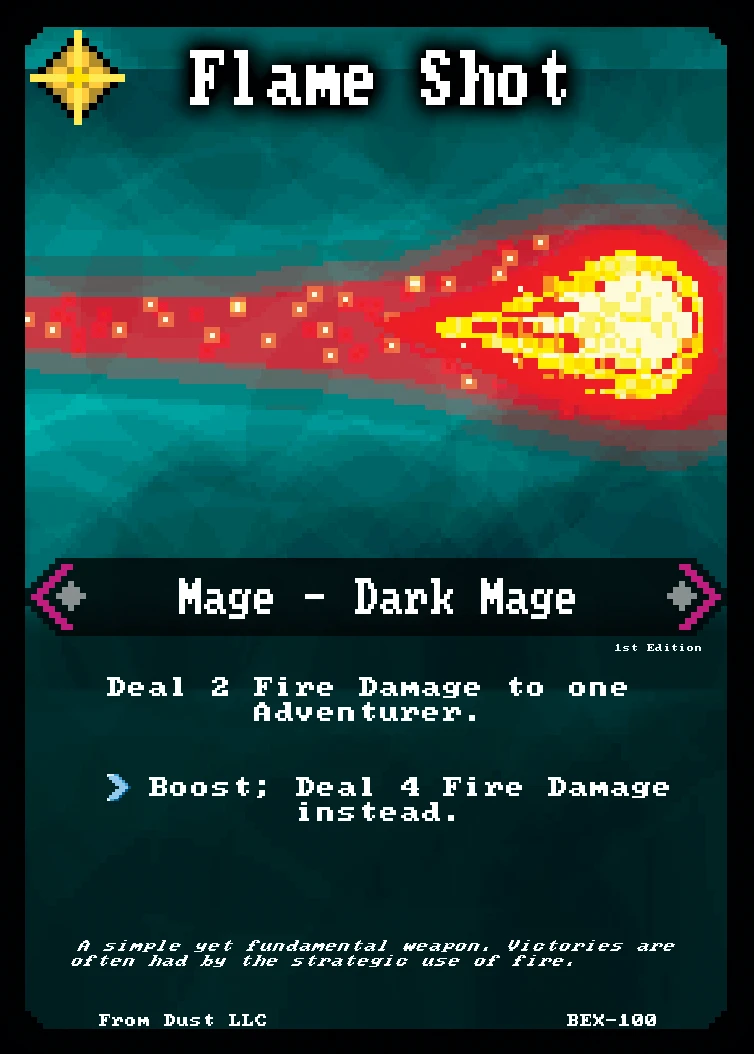 Flame Shot
Mage - Dark Mage
1st Edition
Deal 2 Fire Damage to one
Adventurer.
Boost; Deal 4 Fire Damage
instead.
A simple yet fundamental weapon. Victories are
often had by the strategic use of fire.
From Dust LLC
BEX-100